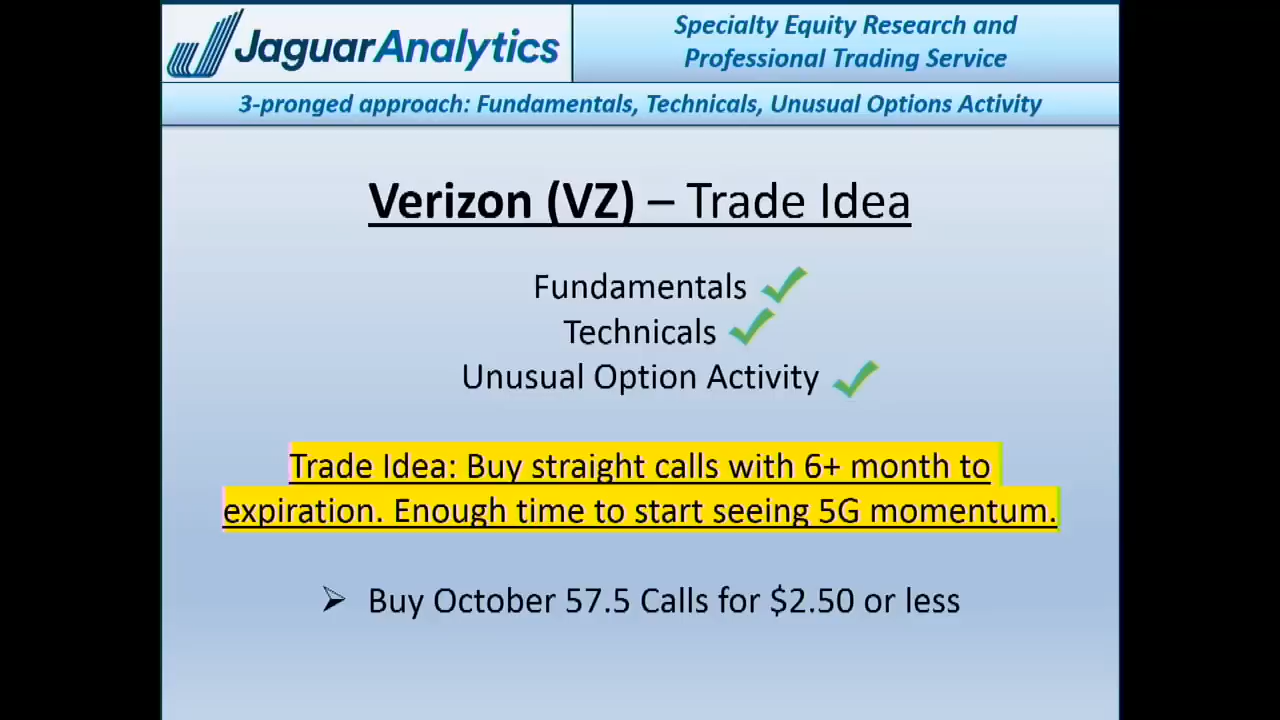 JaguarAnalytics
Specialty Equity Research and
Professional Trading Service
3-pronged approach: Fundamentals, Technicals, Unusual Options Activity
Verizon (VZ) – Trade Idea
Fundamentals
Technicals
Unusual Option Activity
Trade Idea: Buy straight calls with 6+ month to
expiration. Enough time to start seeing 5G momentum.
Buy October 57.5 Calls for $2.50 or less